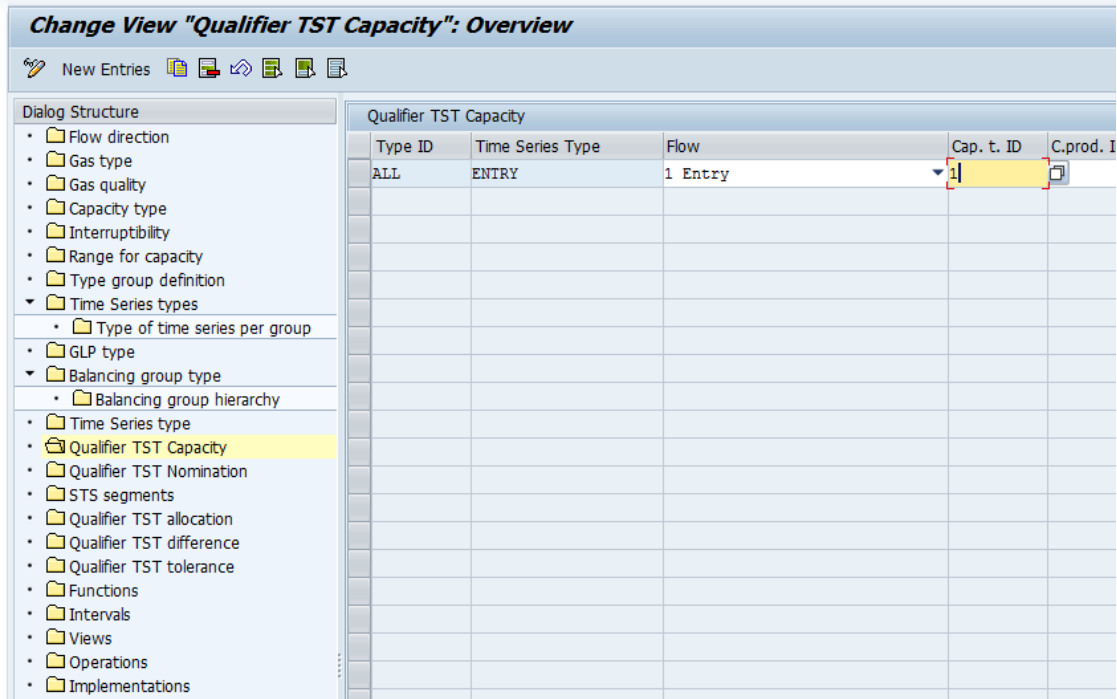 Change View "Qualifier TST Capacity": Overview
New Entries
Dialog Structure
Flow direction
Gas type
Gas quality
Capacity type
Interruptibility
Range for capacity
Type group definition
Time Series types
Type of time series per group
GLP type
Balancing group type
Balancing group hierarchy
Time Series type
Qualifier TST Capacity
Qualifier TST Nomination
STS segments
Qualifier TST allocation
Qualifier TST difference
Qualifier TST tolerance
Functions
Intervals
Views
Operations
Implementations
Qualifier TST Capacity
Type ID Time Series Type Flow Cap. t. ID C.prod. I
ALL ENTRY 1 Entry 1